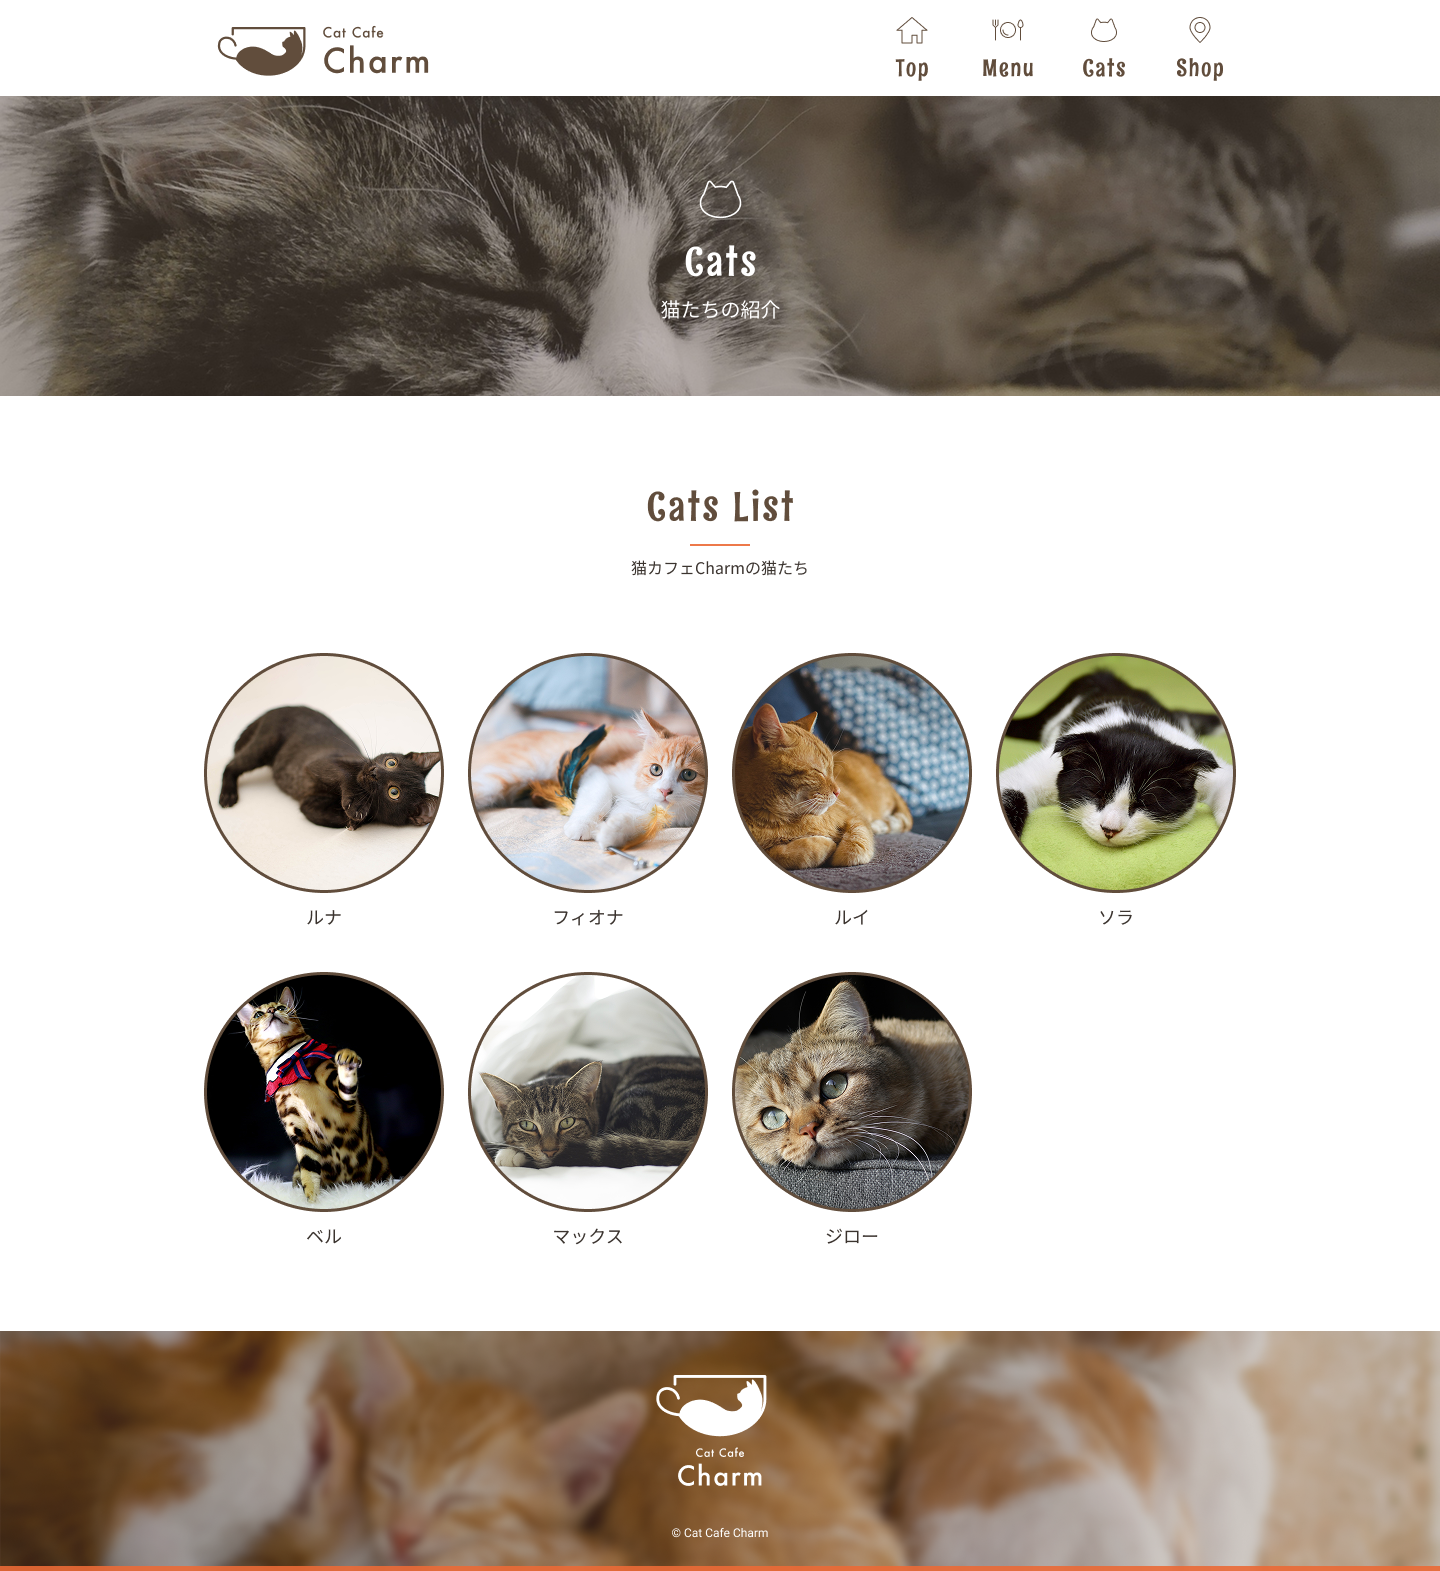 Cat Cafe
Charm
Top
Menu
Cats
Shop
Cats
猫たちの紹介
Cats List
猫カフェCharmの猫たち
ルナ
フィオナ
ルイ
ソラ
ベル
マックス
ジロー
Cat Cafe
Charm
© Cat Cafe Charm